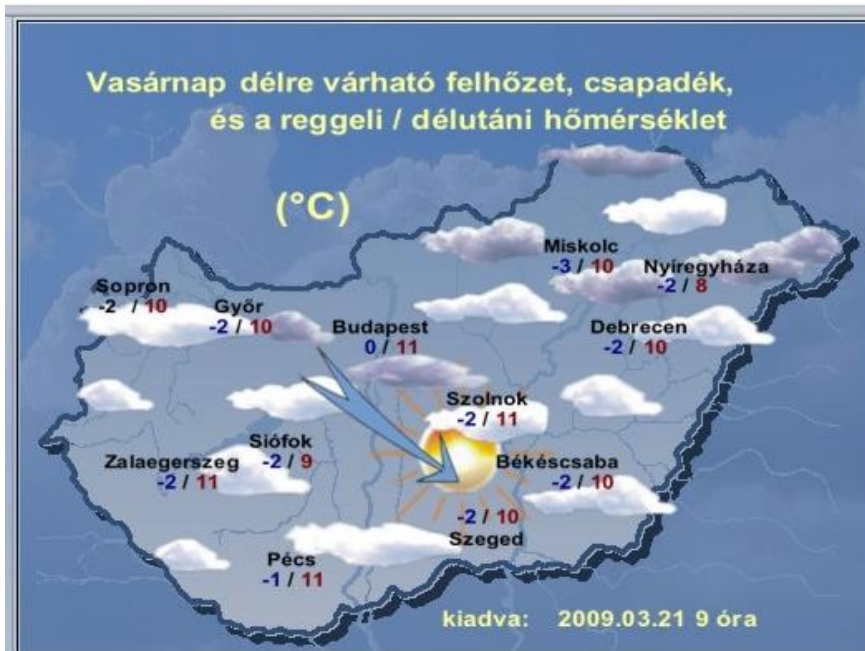 Vasárnap délre várható felhőzet, csapadék,
és a reggeli / délutáni hőmérséklet
(°C)
Miskolc
-3 / 10
Nyíregyháza
-2 / 8
Sopron
-2 / 10
Győr
-2 / 10
Budapest
0 / 11
Debrecen
-2 / 10
Szolnok
-2 / 11
Siófok
-2 / 9
Zalaegerszeg
-2 / 11
Békéscsaba
-2 / 10
-2 / 10
Szeged
Pécs
-1 / 11
kiadva: 2009.03.21 9 óra